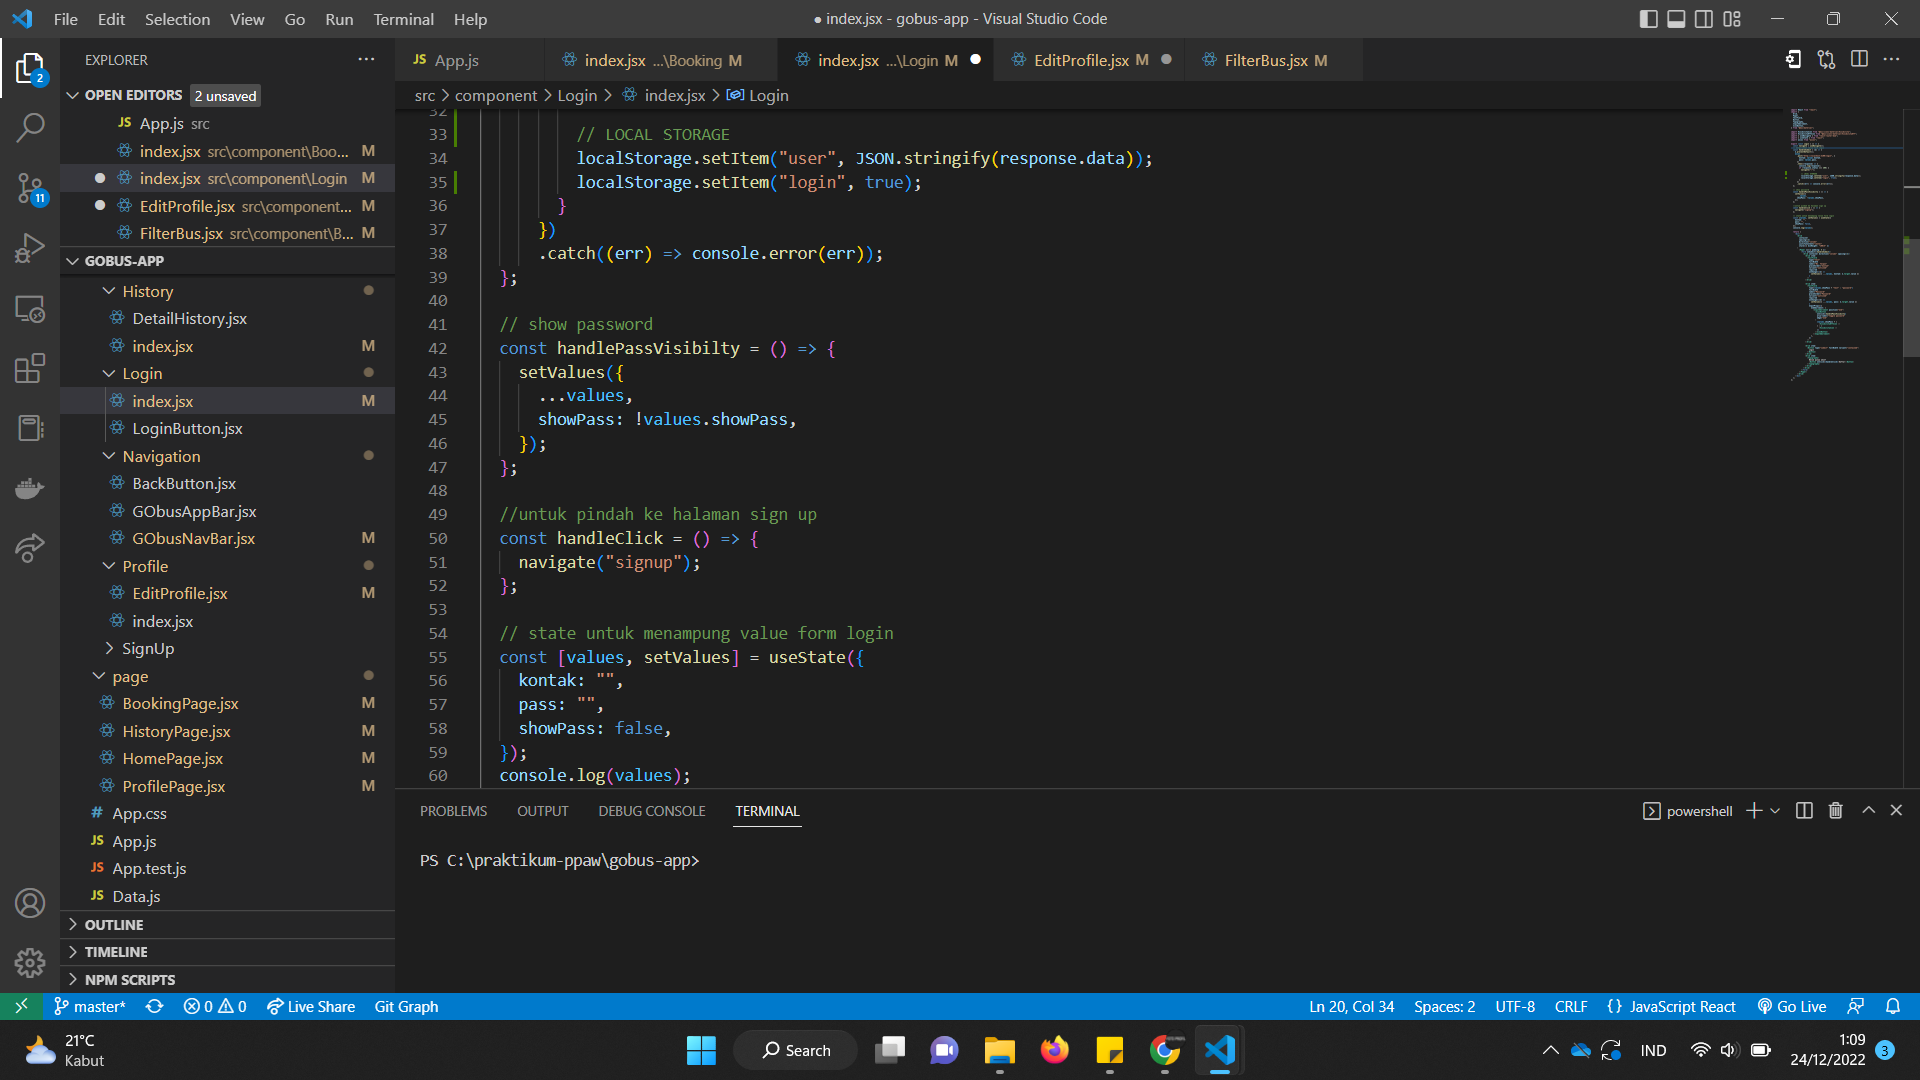 File Edit Selection View Go Run Terminal Help
● index.jsx - gobus-app - Visual Studio Code
EXPLORER
OPEN EDITORS 2 unsaved
JS App.js src
index.jsx src\component\Boo... M
index.jsx src\component\Login M
EditProfile.jsx src\component... M
FilterBus.jsx src\component\B... M
GOBUS-APP
History
DetailHistory.jsx
index.jsx M
Login
index.jsx M
LoginButton.jsx
Navigation
BackButton.jsx
GObusAppBar.jsx
GObusNavBar.jsx M
Profile
EditProfile.jsx M
index.jsx
SignUp
page
BookingPage.jsx M
HistoryPage.jsx M
HomePage.jsx M
ProfilePage.jsx M
# App.css
JS App.js
JS App.test.js
JS Data.js
OUTLINE
TIMELINE
NPM SCRIPTS
2
11
JS App.js
index.jsx ...\Booking M
index.jsx ...\Login M
EditProfile.jsx M
FilterBus.jsx M
src > component > Login > index.jsx > Login
32
33 // LOCAL STORAGE
34 localStorage.setItem("user", JSON.stringify(response.data));
35 localStorage.setItem("login", true);
36 }
37 })
38 .catch((err) => console.error(err));
39 };
40
41 // show password
42 const handlePassVisibilty = () => {
43 setValues({
44 ...values,
45 showPass: !values.showPass,
46 });
47 };
48
49 //untuk pindah ke halaman sign up
50 const handleClick = () => {
51 navigate("signup");
52 };
53
54 // state untuk menampung value form login
55 const [values, setValues] = useState({
56 kontak: "",
57 pass: "",
58 showPass: false,
59 });
60 console.log(values);
PROBLEMS OUTPUT DEBUG CONSOLE TERMINAL
powershell
PS C:\praktikum-ppaw\gobus-app>
master* 0 0 Live Share Git Graph
Ln 20, Col 34 Spaces: 2 UTF-8 CRLF {} JavaScript React Go Live
21°C
Kabut
Search
IND
1:09
24/12/2022
3